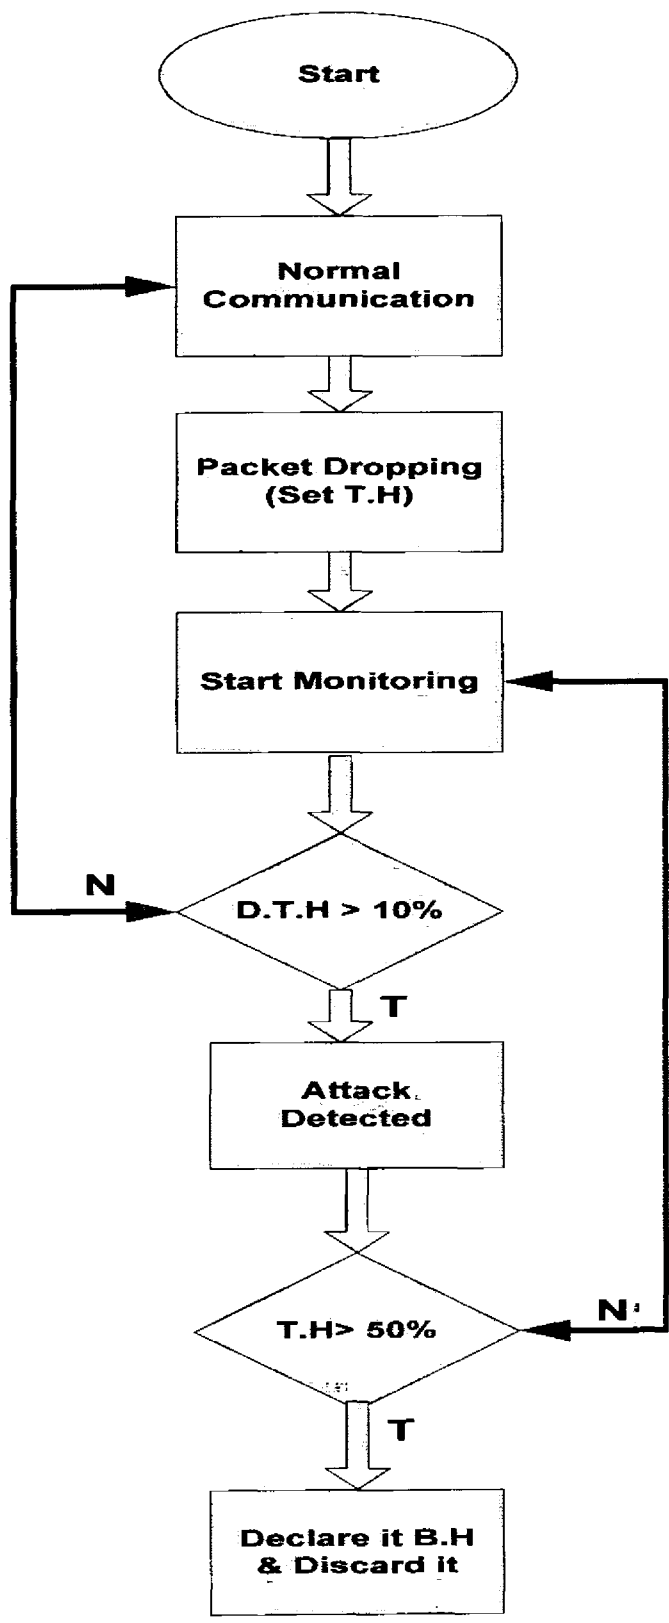 Start
Normal
Communication
Packet Dropping
(Set T.H)
Start Monitoring
N
D.T.H > 10%
T
Attack
Detected
N
T.H> 50%
T
Declare it B.H
& Discard it